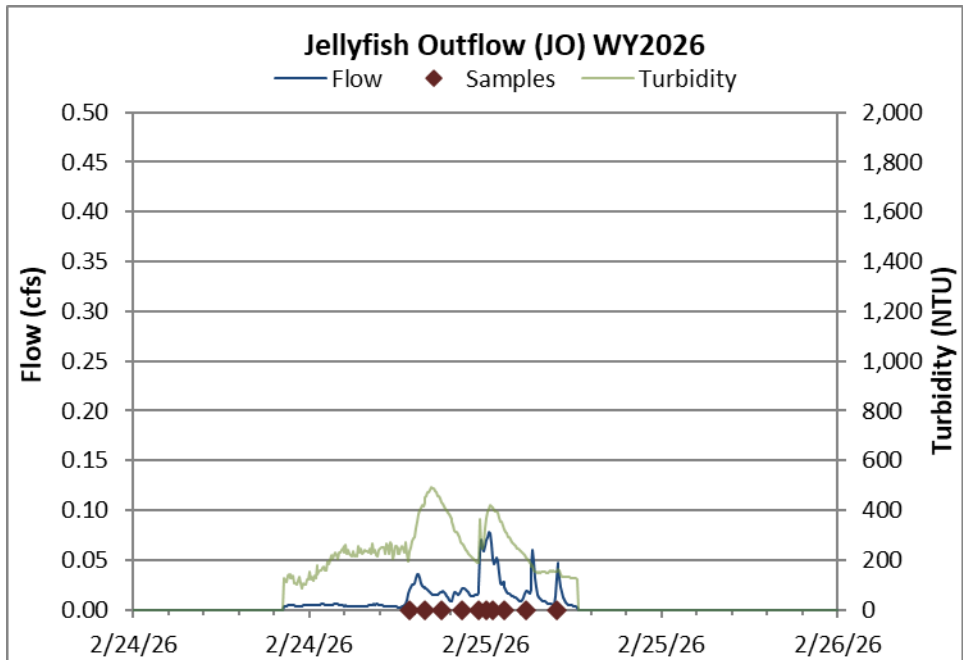 Jellyfish Outflow (JO) WY2026
Flow Samples Turbidity
0.50 2,000
0.45 1,800
0.40 1,600
0.35 1,400
0.30 1,200
0.25 1,000
0.20 800
0.15 600
0.10 400
0.05 200
0.00 0
Flow (cfs)
Turbidity (NTU)
2/24/26 2/24/26 2/25/26 2/25/26 2/26/26